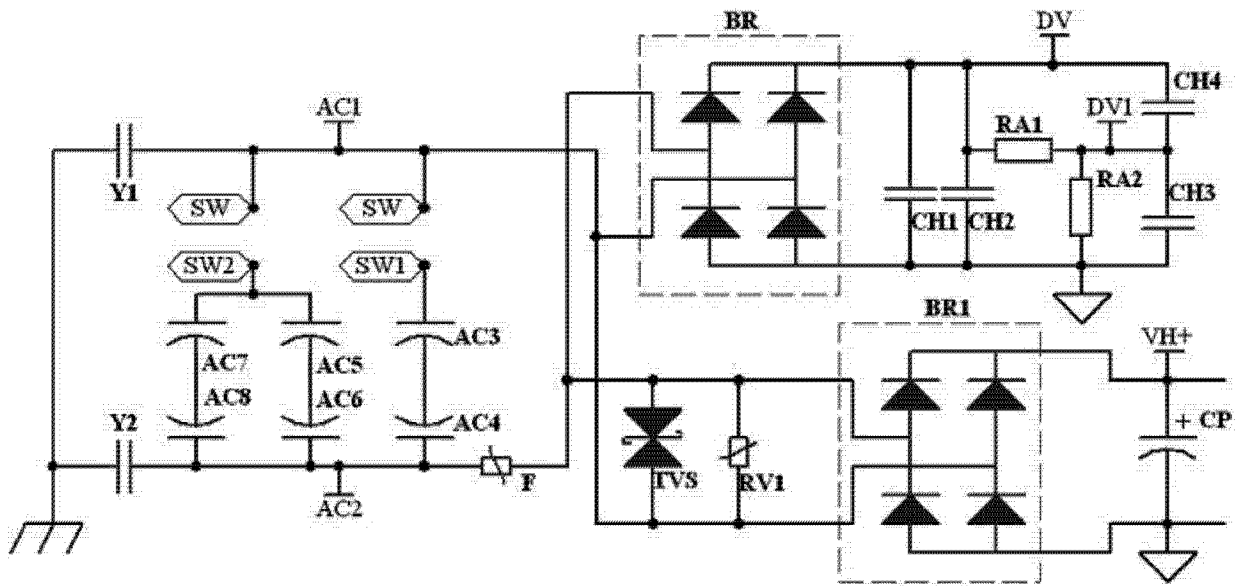 BR
DV
CH4
DV1
AC1
RA1
RA2
Y1
CH3
SW
SW
CH1
CH2
SW2
SW1
BR1
AC3
VH+
AC7
AC5
AC8
AC6
+ CP
Y2
AC4
TVS
RV1
F
AC2